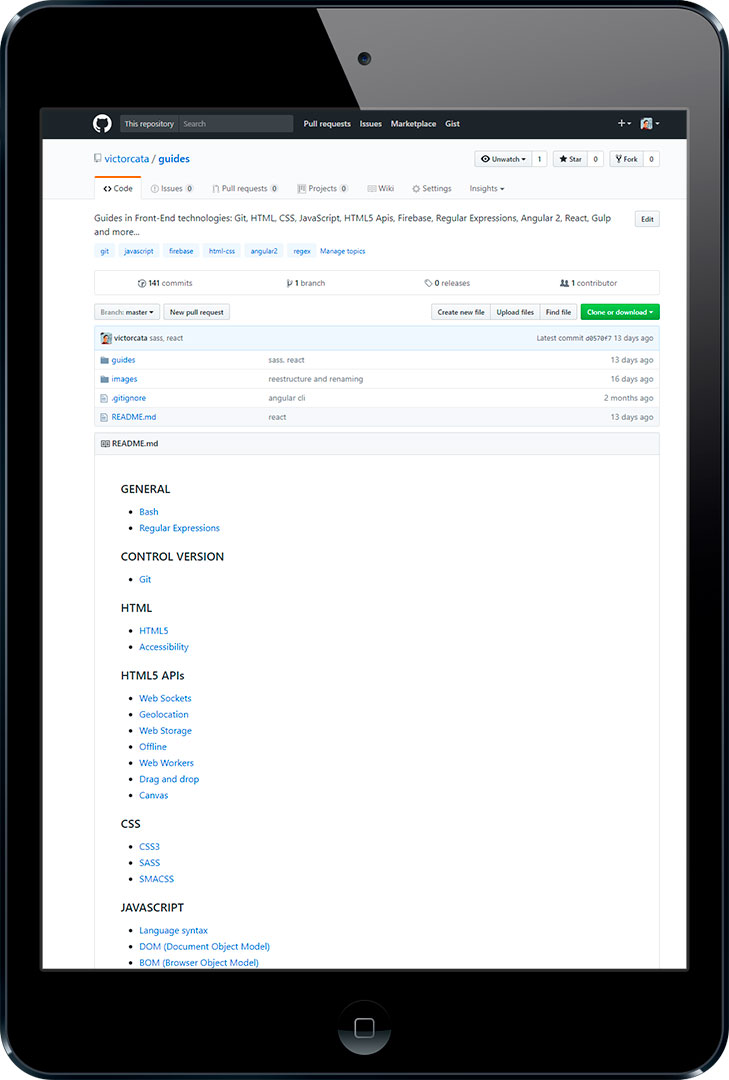 This repository Search Pull requests Issues Marketplace Gist
victorcata / guides Unwatch 1 Star 0 Fork 0
Code Issues 0 Pull requests 0 Projects 0 Wiki Settings Insights
Guides in Front-End technologies: Git, HTML, CSS, JavaScript, HTML5 Apis, Firebase, Regular Expressions, Angular 2, React, Gulp Edit
and more...
git javascript firebase html-css angular2 regex Manage topics
141 commits 1 branch 0 releases 1 contributor
Branch: master New pull request Create new file Upload files Find file Clone or download
victorcata sass, react Latest commit d0570f7 13 days ago
guides sass, react 13 days ago
images reestructure and renaming 16 days ago
.gitignore angular cli 2 months ago
README.md react 13 days ago
README.md
GENERAL
Bash
Regular Expressions
CONTROL VERSION
Git
HTML
HTML5
Accessibility
HTML5 APIs
Web Sockets
Geolocation
Web Storage
Offline
Web Workers
Drag and drop
Canvas
CSS
CSS3
SASS
SMACSS
JAVASCRIPT
Language syntax
DOM (Document Object Model)
BOM (Browser Object Model)